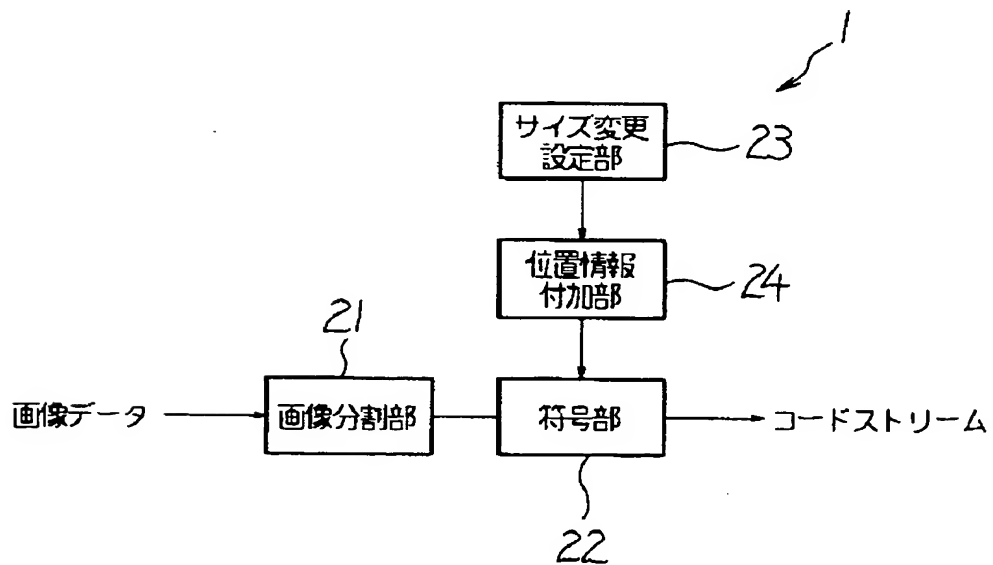 1
サイズ変更
設定部
23
位置情報
付加部
24
21
画像データ
画像分割部
符号部
コードストリーム
22